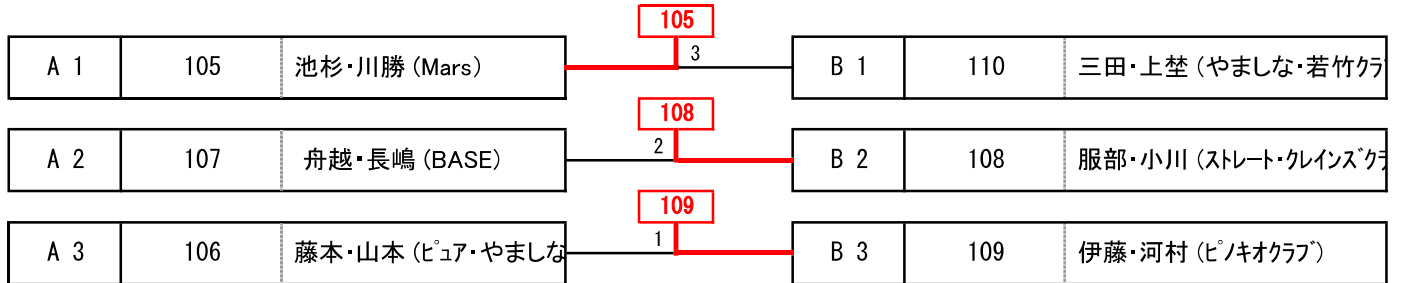 105
A 1 105 池杉・川勝 (Mars) 3 B 1 110 三田・上埜 (やましな・若竹クラ
108
A 2 107 舟越・長嶋 (BASE) 2 B 2 108 服部・小川 (ストレート・クレインズクラ
109
A 3 106 藤本・山本 (ピュア・やましな 1 B 3 109 伊藤・河村 (ピノキオクラブ)